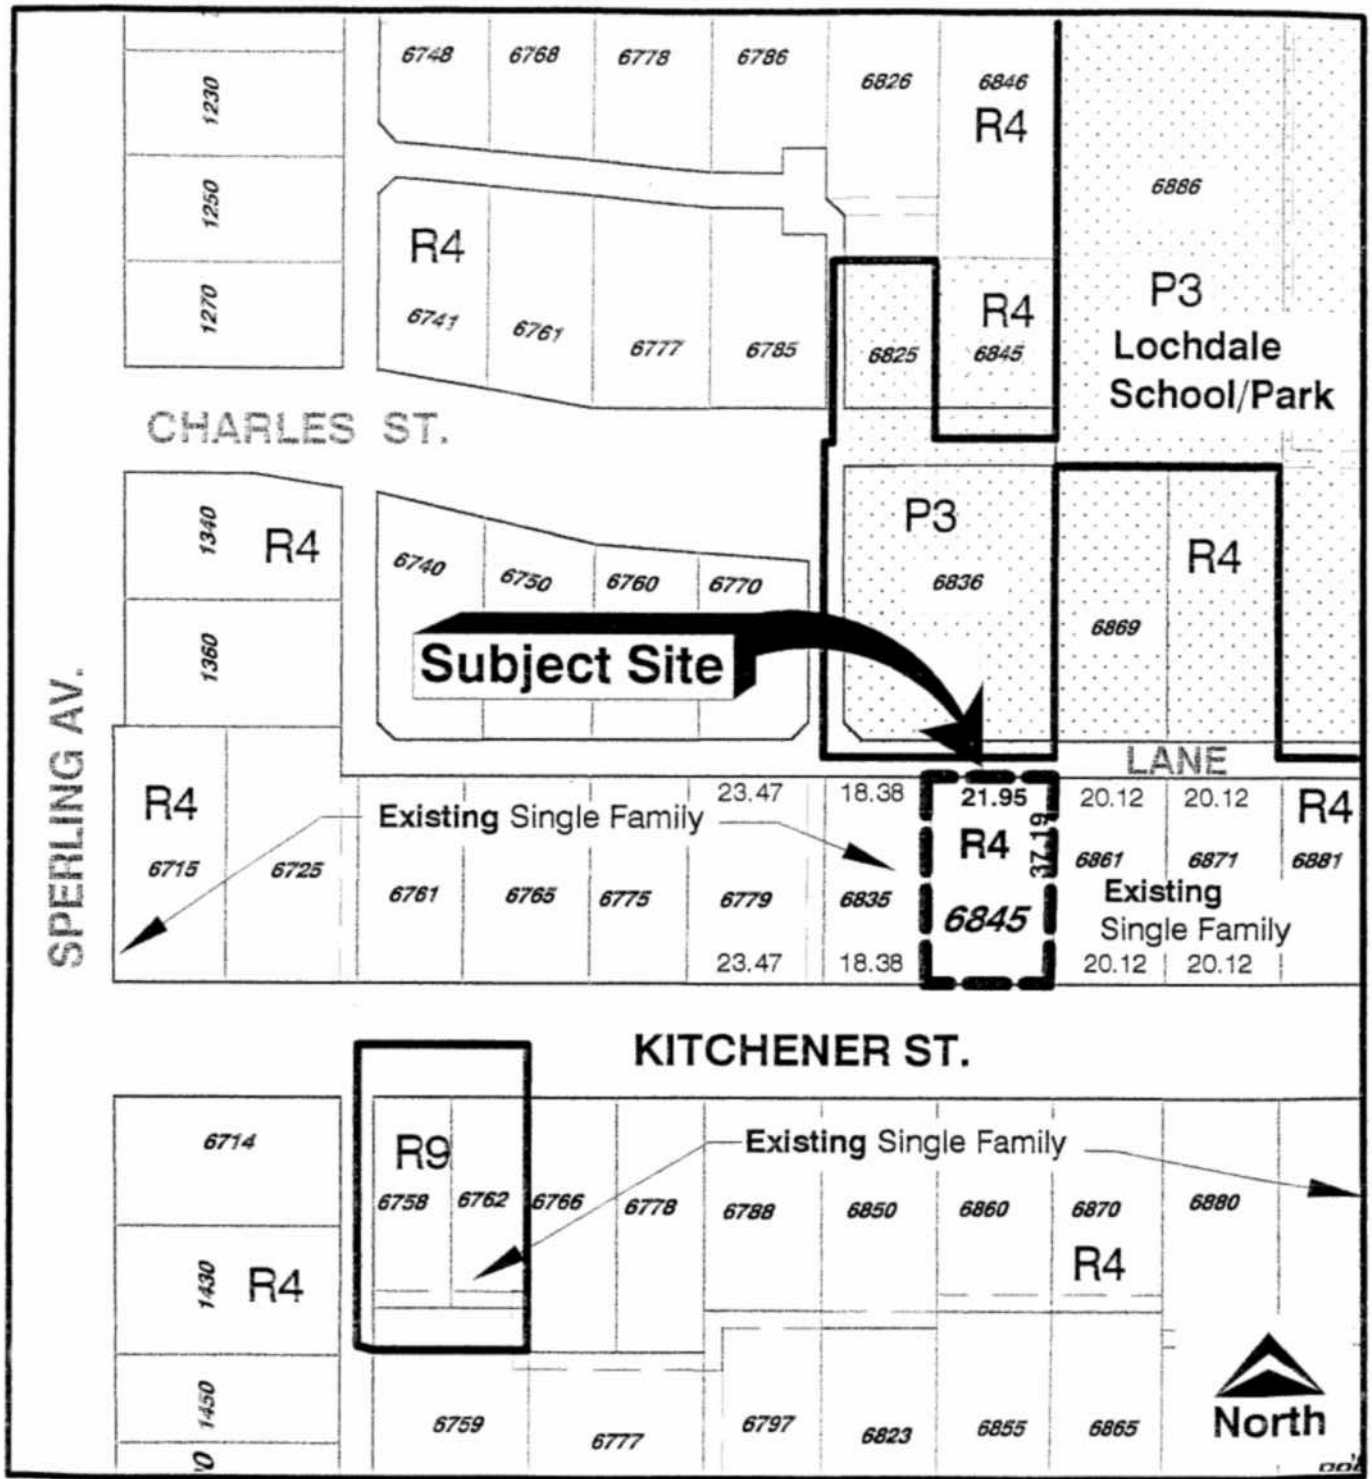 6748 6768 6778 6786 6826 6846
1230
R4
1250
6886
R4
1270
P3
R4
6741 6761 6777 6785 6825 6845
Lochdale
School/Park
CHARLES ST.
1340
R4
P3
R4
6740 6750 6760 6770 6836
6869
1360
Subject Site
SPERLING AV.
LANE
R4
23.47 18.38 21.95 20.12 20.12 R4
Existing Single Family
37.19
R4
6715 6725 6761 6765 6775 6779 6835 6845 6861 6871 6881
Existing
Single Family
23.47 18.38 20.12 20.12
KITCHENER ST.
6714
R9
Existing Single Family
6758 6762 6766 6778 6788 6850 6860 6870 6880
1430
R4
R4
1450
6759 6777 6797 6823 6855 6865
North